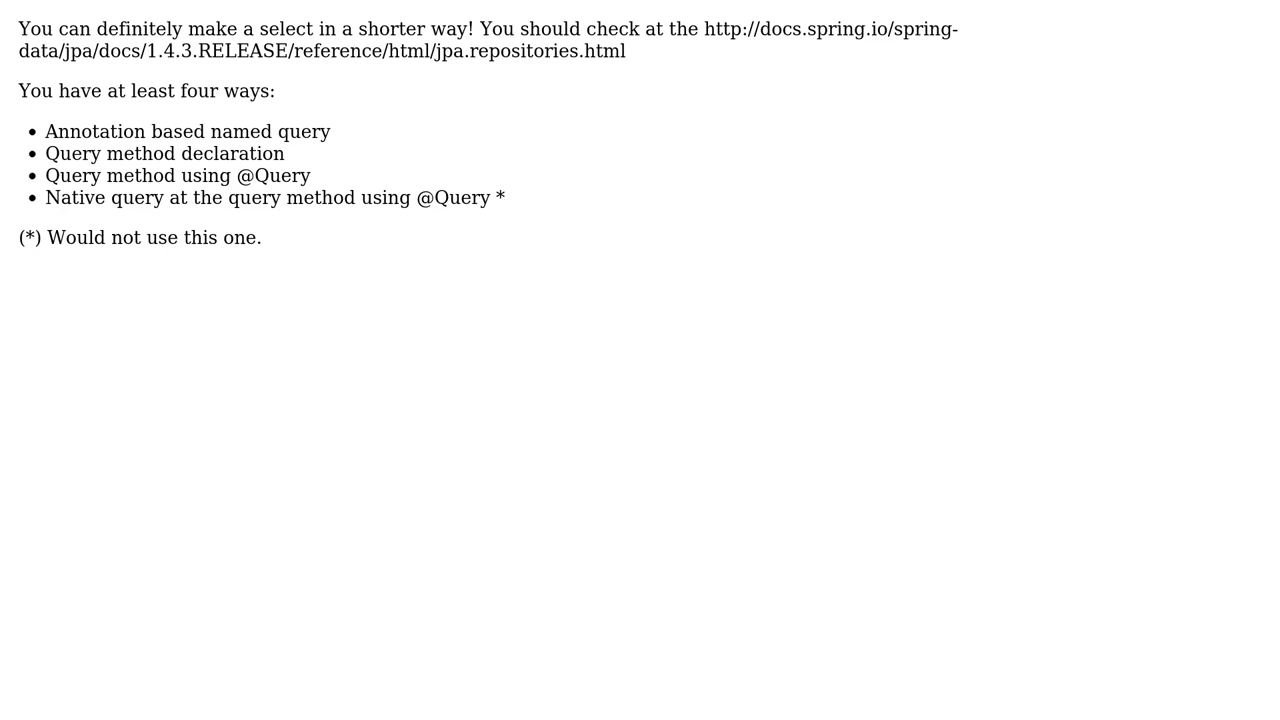 You can definitely make a select in a shorter way! You should check at the http://docs.spring.io/spring-
data/jpa/docs/1.4.3.RELEASE/reference/html/jpa.repositories.html
You have at least four ways:
• Annotation based named query
• Query method declaration
• Query method using @Query
• Native query at the query method using @Query *
(*) Would not use this one.